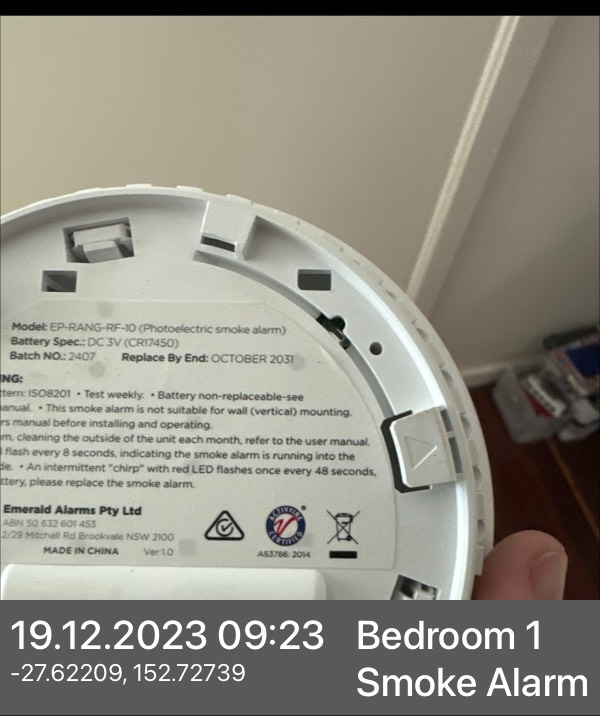 Model: EP-RANG-RF-10 (Photoelectric smoke alarm)
Battery Spec.: DC 3V (CR17450)
Batch NO.: 2407 Replace By End: OCTOBER 2031
NG:
ttern: ISO8201 • Test weekly. • Battery non-replaceable-see
anual. • This smoke alarm is not suitable for wall (vertical) mounting.
rs manual before installing and operating.
m, cleaning the outside of the unit each month, refer to the user manual.
flash every 8 seconds, indicating the smoke alarm is running into the
de. • An intermittent "chirp" with red LED flashes once every 48 seconds,
ttery, please replace the smoke alarm.
Emerald Alarms Pty Ltd
ABN 50 632 601 453
2/29 Mitchell Rd Brookvale NSW 2100
MADE IN CHINA Ver:1.0
ACTIVFIRE
CERTIFIED
AS3786: 2014
19.12.2023 09:23
-27.62209, 152.72739
Bedroom 1
Smoke Alarm